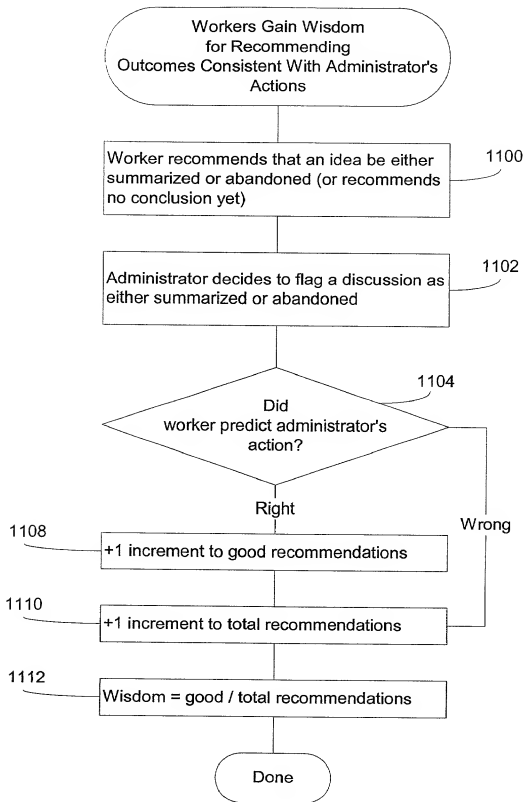 Workers Gain Wisdom
for Recommending
Outcomes Consistent With Administrator's
Actions
Worker recommends that an idea be either
summarized or abandoned (or recommends
no conclusion yet)
1100
Administrator decides to flag a discussion as
either summarized or abandoned
1102
1104
Did
worker predict administrator's
action?
Right
Wrong
1108
+1 increment to good recommendations
1110
+1 increment to total recommendations
1112
Wisdom = good / total recommendations
Done